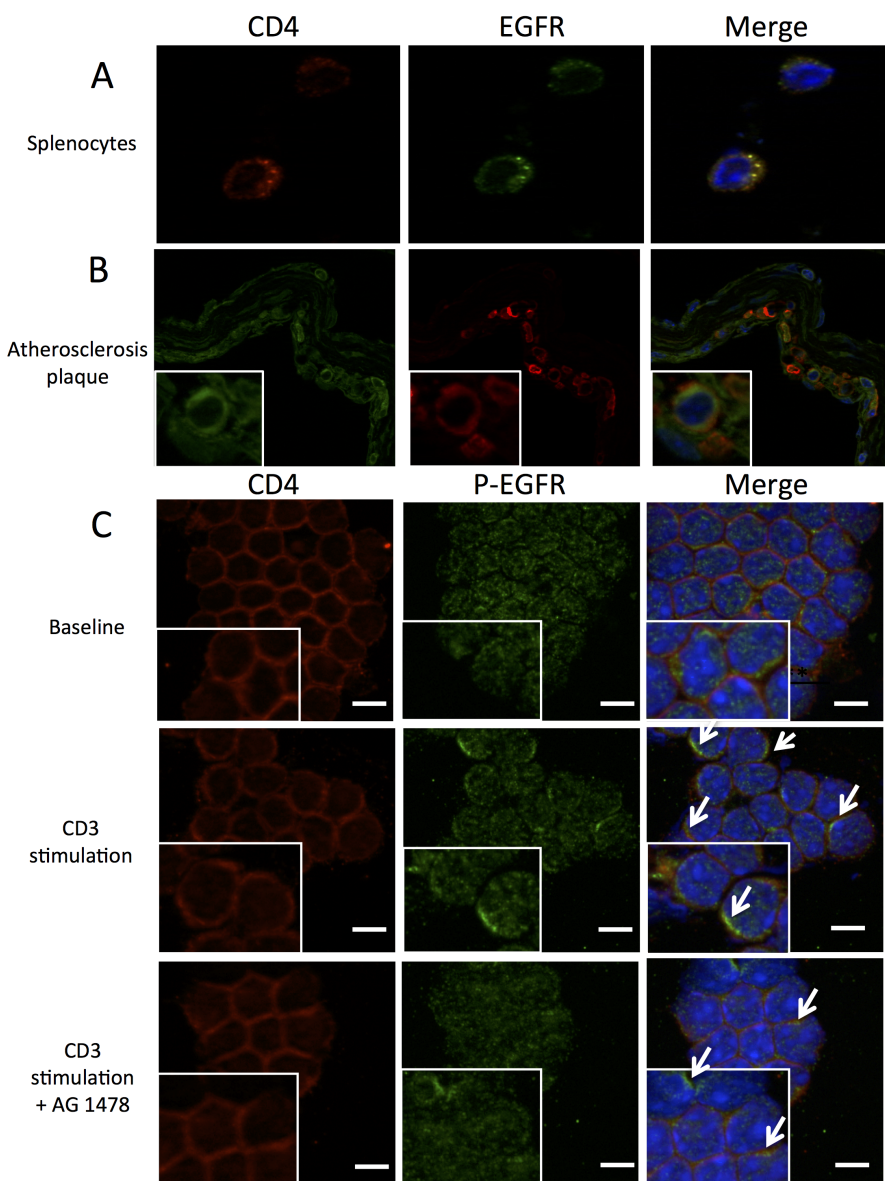 CD4 EGFR Merge
A
Splenocytes
B
Atherosclerosis
plaque
CD4 P-EGFR Merge
C
Baseline
*
CD3
stimulation
CD3
stimulation
+ AG 1478